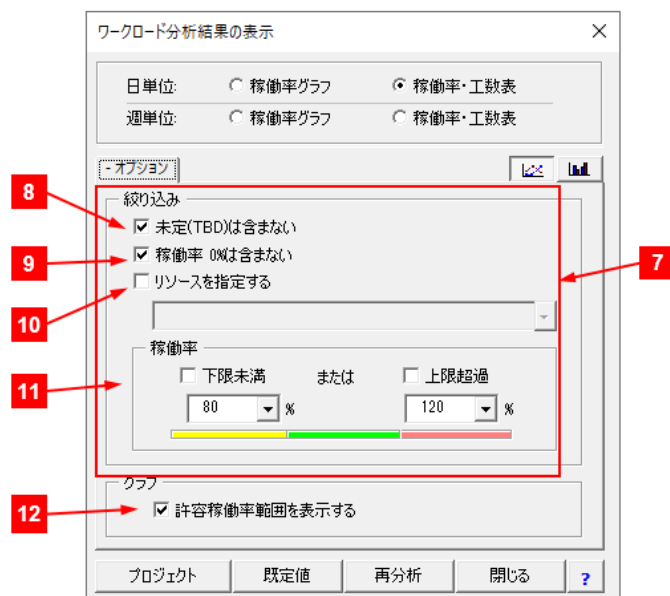 ワークロード分析結果の表示
日単位: 稼働率グラフ 稼働率・工数表
週単位: 稼働率グラフ 稼働率・工数表
-オプション
8
絞り込み
未定(TBD)は含まない
9
稼働率 0%は含まない
7
10
リソースを指定する
稼働率
11
下限未満 または 上限超過
80 % 120 %
グラフ
12
許容稼働率範囲を表示する
プロジェクト 既定値 再分析 閉じる ?